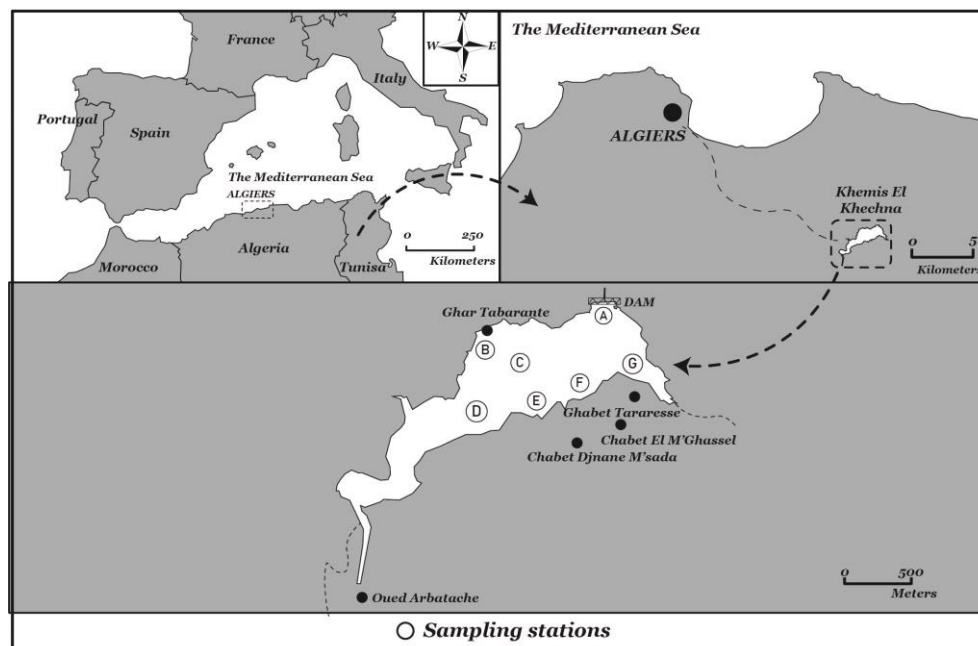 France
N
W
E
S
Italy
Portugal
Spain
The Mediterranean Sea
ALGIERS
0 250
Kilometers
Algeria
Morocco
Tunisa
The Mediterranean Sea
ALGIERS
Khemis El
Khechna
0 5
Kilometers
DAM
Ghar Tabarante
A
B
C
G
F
E
D
Ghabet Tararesse
Chabet El M'Ghassel
Chabet Djnane M'sada
0 500
Meters
Oued Arbatache
Sampling stations